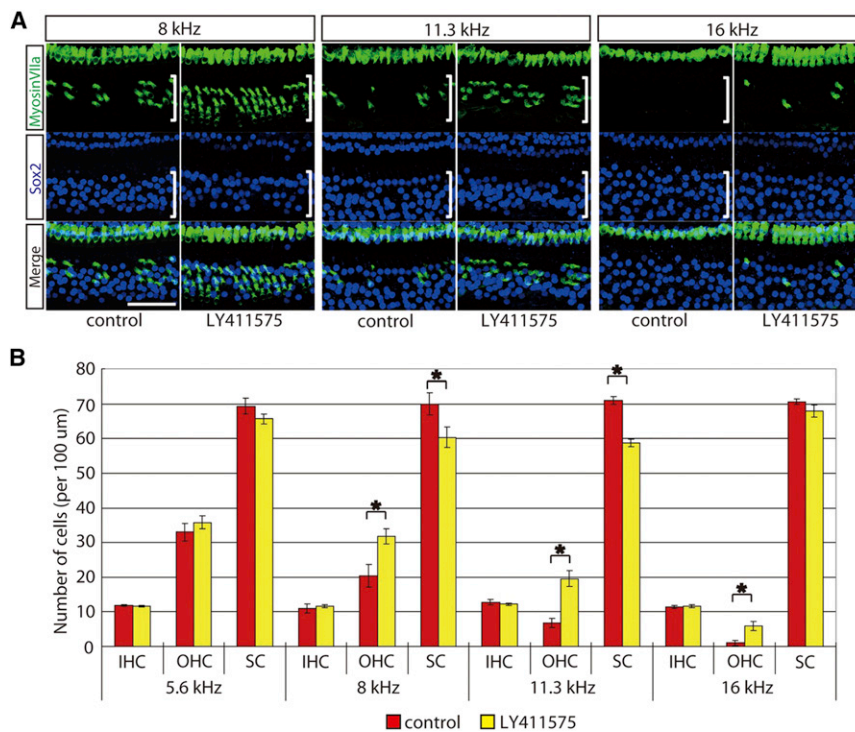 A
8 kHz
11.3 kHz
16 kHz
MyosinVIIa
Sox2
Merge
control
LY411575
control
LY411575
control
LY411575
B
Number of cells (per 100 um)
80
70
60
50
40
30
20
10
0
* * * * *
IHC OHC SC IHC OHC SC IHC OHC SC IHC OHC SC
5.6 kHz 8 kHz 11.3 kHz 16 kHz
control LY411575